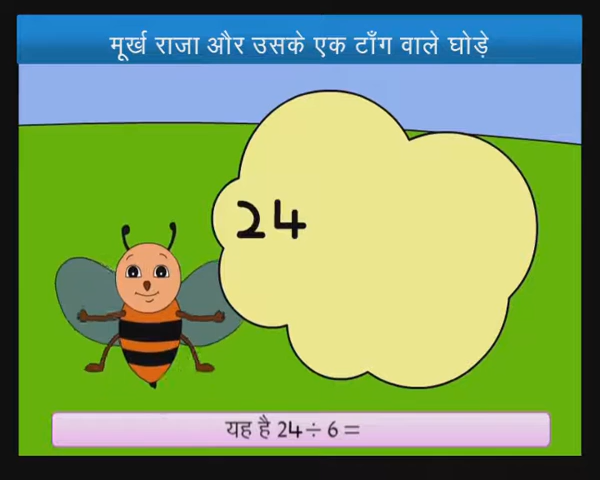 मूर्ख राजा और उसके एक टाँग वाले घोड़े
24
यह है 24 ÷ 6 =